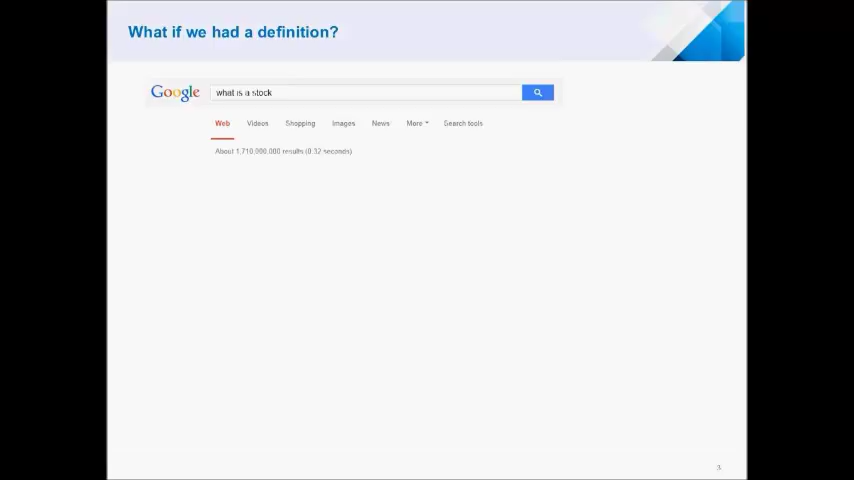 What if we had a definition?
Google what is a stock
Web Videos Shopping Images News More Search tools
About 1,710,000,000 results (0.32 seconds)
3